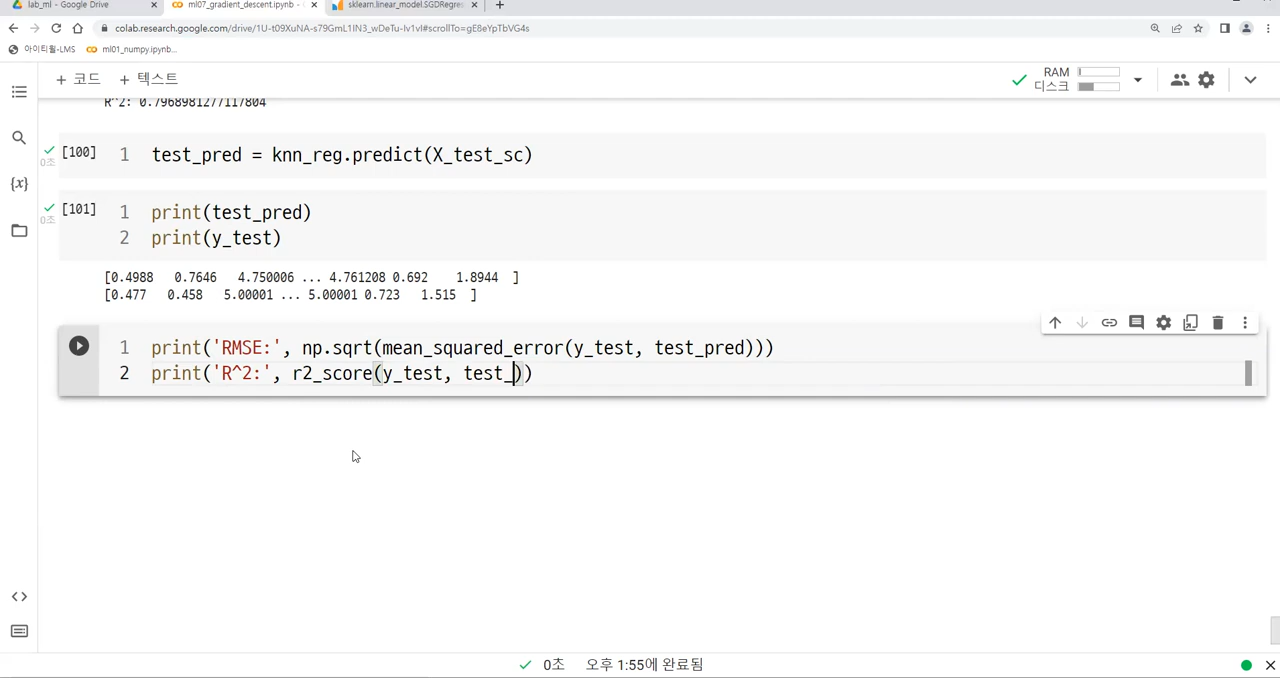 lab_ml - Google Drive
ml07_gradient_descent.ipynb -
sklearn.linear_model.SGDRegres
colab.research.google.com/drive/1U-t09XuNA-s79GmL1IN3_wDeTu-Iv1vI#scrollTo=gE8eYpTbVG4s
아이티윌-LMS
ml01_numpy.ipynb...
+ 코드 + 텍스트
RAM
디스크
R^2: 0.7968981277117804
[100] 1 test_pred = knn_reg.predict(X_test_sc)
0초
[101] 1 print(test_pred)
0초
2 print(y_test)
[0.4988 0.7646 4.750006 ... 4.761208 0.692 1.8944 ]
[0.477 0.458 5.00001 ... 5.00001 0.723 1.515 ]
1 print('RMSE:', np.sqrt(mean_squared_error(y_test, test_pred)))
2 print('R^2:', r2_score(y_test, test_))
{x}
0초 오후 1:55에 완료됨